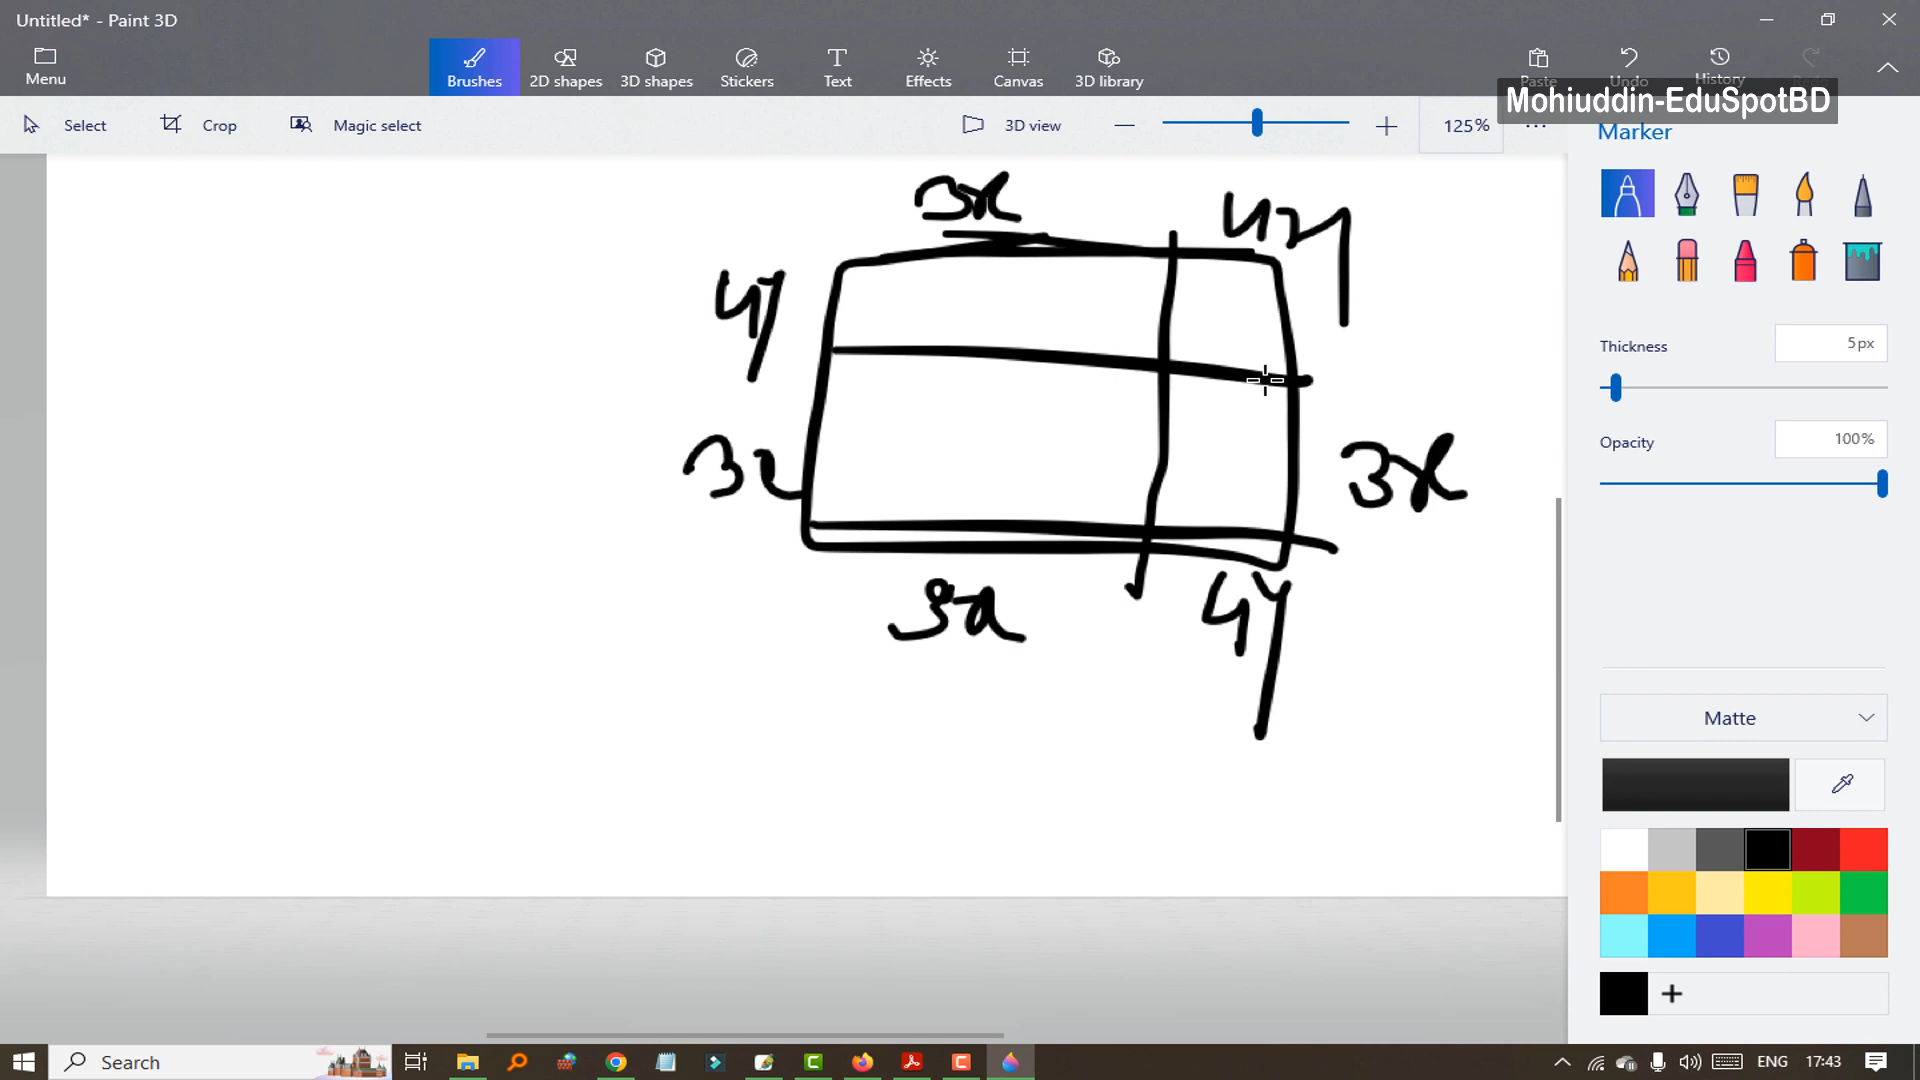 Untitled* - Paint 3D
Menu
Brushes
2D shapes
3D shapes
Stickers
Text
Effects
Canvas
3D library
Paste
Undo
History
Redo
Mohiuddin-EduSpotBD
Select
Crop
Magic select
3D view
125%
Marker
3x
4y
4y
3x
3x
3x
4y
Thickness
5px
Opacity
100%
Matte
Search
ENG
17:43